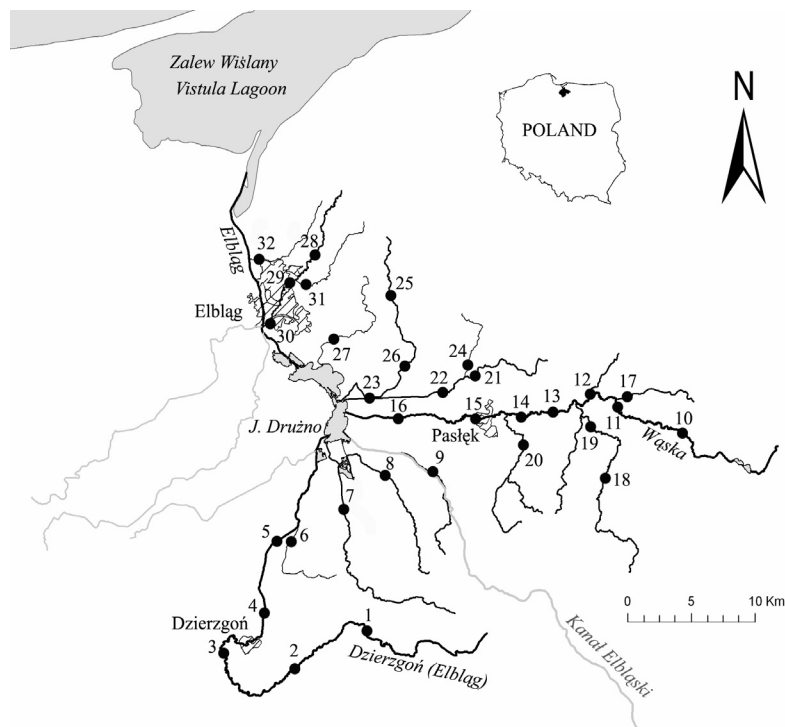 Zalew Wiślany
Vistula Lagoon
N
POLAND
Elbląg
32
28
29
31
25
Elbląg
30
27
26
24
21
22
23
12
17
13
14
15
16
11
10
J. Drużno
Pasłęk
19
Wąska
20
9
8
18
7
5
6
4
1
0
5
10 Km
Dzierzgoń
3
2
Dzierzgoń (Elbląg)
Kanał Elbląski